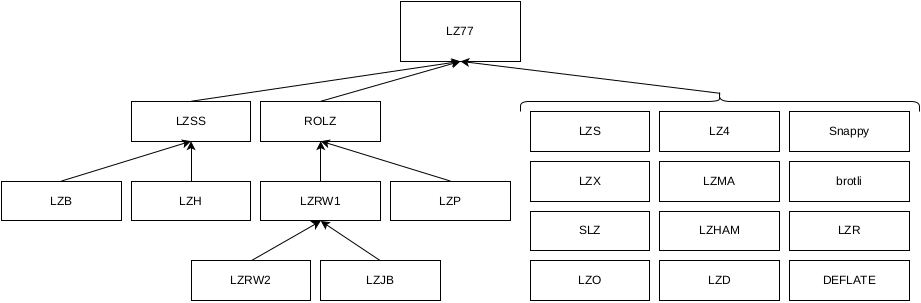 LZ77
LZSS
ROLZ
LZS
LZ4
Snappy
LZB
LZH
LZRW1
LZP
LZX
LZMA
brotli
SLZ
LZHAM
LZR
LZRW2
LZJB
LZO
LZD
DEFLATE